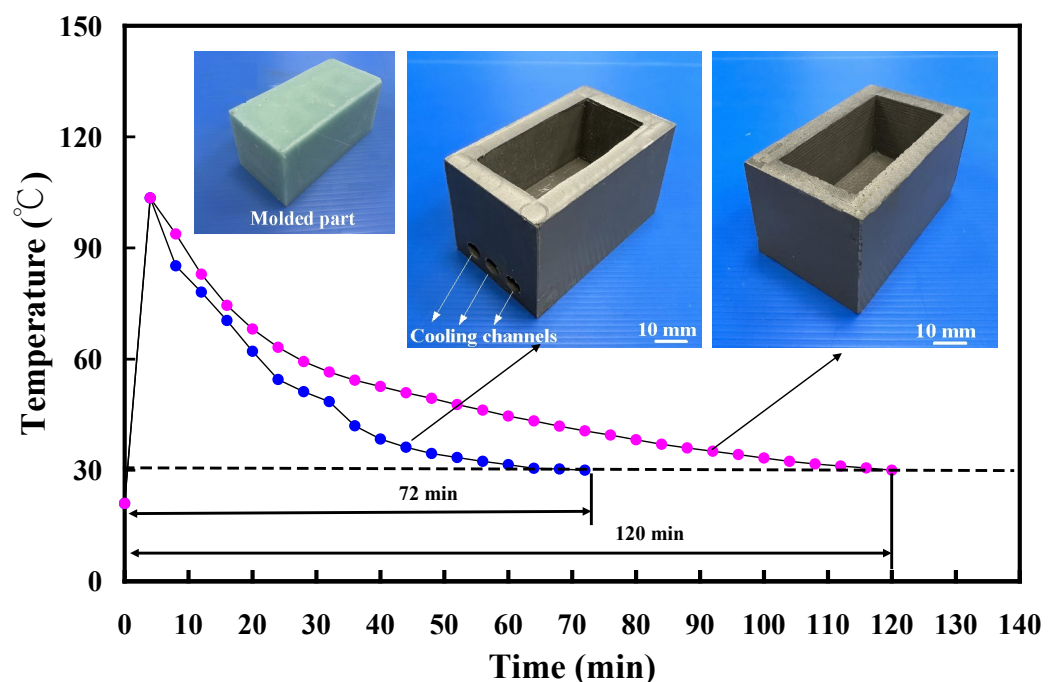 150
120
90
60
30
0
Temperature (℃)
Molded part
Cooling channels
10 mm
10 mm
72 min
120 min
0 10 20 30 40 50 60 70 80 90 100 110 120 130 140
Time (min)